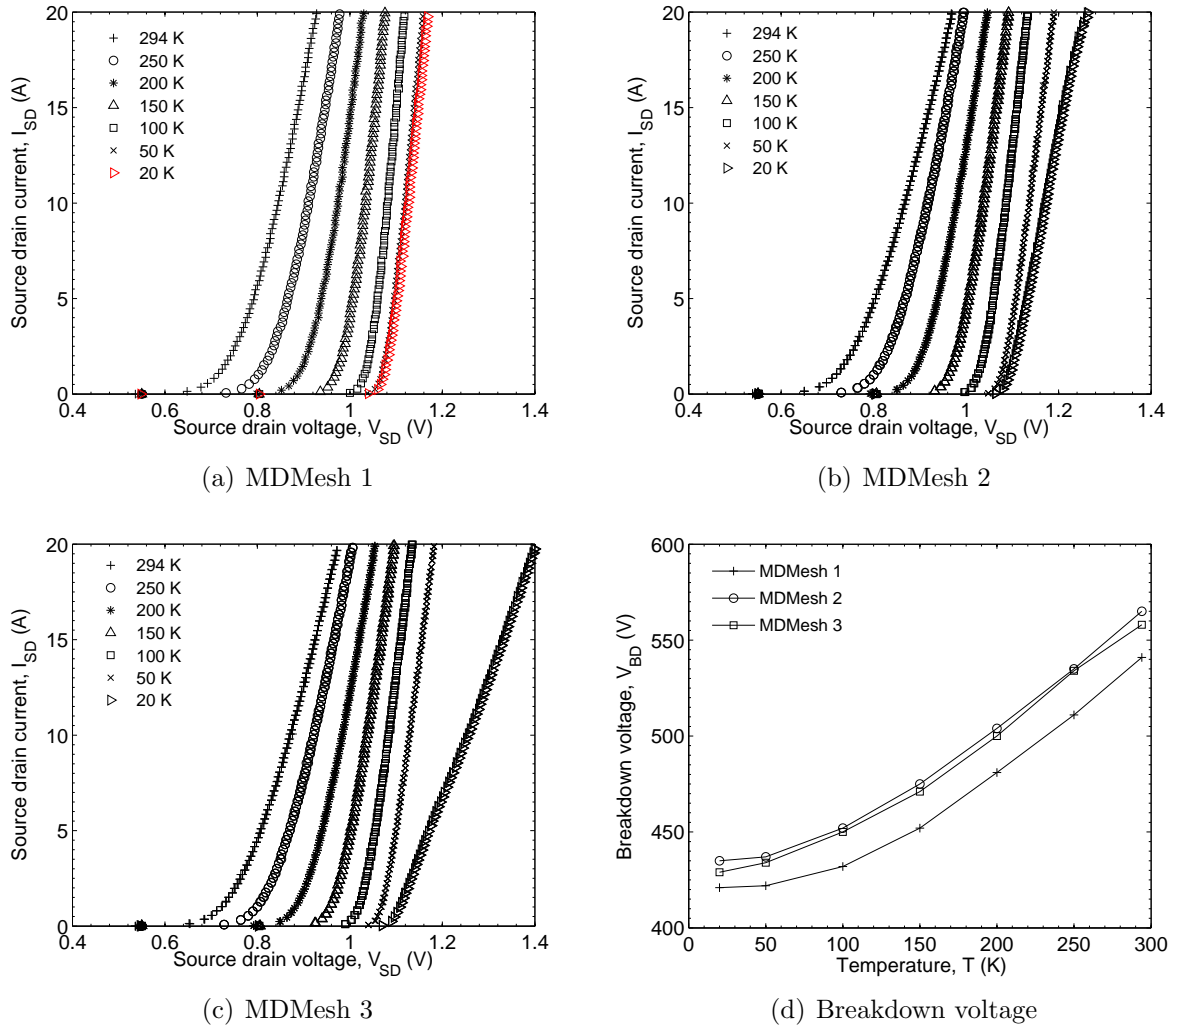 20
15
10
5
0
0.4
0.6
0.8
1
1.2
1.4
Source drain current, I_SD (A)
Source drain voltage, V_SD (V)
294 K
250 K
200 K
150 K
100 K
50 K
20 K
(a) MDMesh 1
20
15
10
5
0
0.4
0.6
0.8
1
1.2
1.4
Source drain current, I_SD (A)
Source drain voltage, V_SD (V)
294 K
250 K
200 K
150 K
100 K
50 K
20 K
(b) MDMesh 2
20
15
10
5
0
0.4
0.6
0.8
1
1.2
1.4
Source drain current, I_SD (A)
Source drain voltage, V_SD (V)
294 K
250 K
200 K
150 K
100 K
50 K
20 K
(c) MDMesh 3
600
550
500
450
400
0
50
100
150
200
250
300
Breakdown voltage, V_BD (V)
Temperature, T (K)
MDMesh 1
MDMesh 2
MDMesh 3
(d) Breakdown voltage